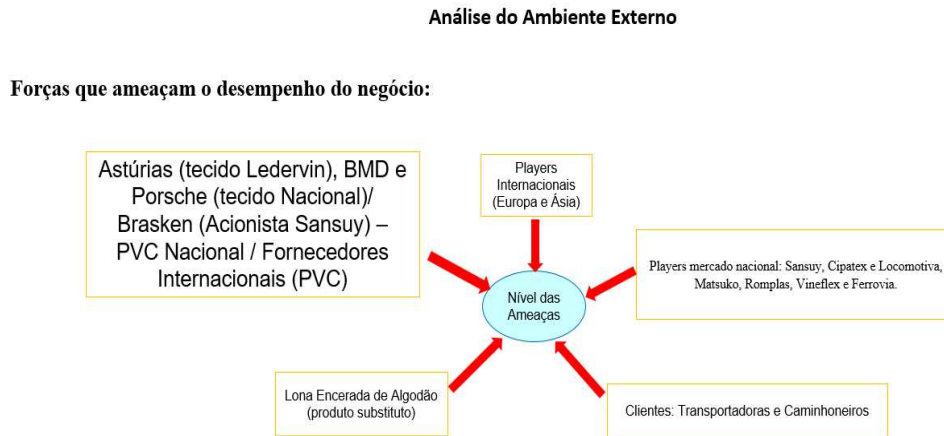 Análise do Ambiente Externo
Forças que ameaçam o desempenho do negócio:
Astúrias (tecido Ledervin), BMD e
Porsche (tecido Nacional)/
Brasken (Acionista Sansuy) –
PVC Nacional / Fornecedores
Internacionais (PVC)
Players
Internacionais
(Europa e Ásia)
Players mercado nacional: Sansuy, Cipatex e Locomotiva,
Matsuko, Romplas, Vineflex e Ferrovia.
Nível das
Ameaças
Lona Encerada de Algodão
(produto substituto)
Clientes: Transportadoras e Caminhoneiros